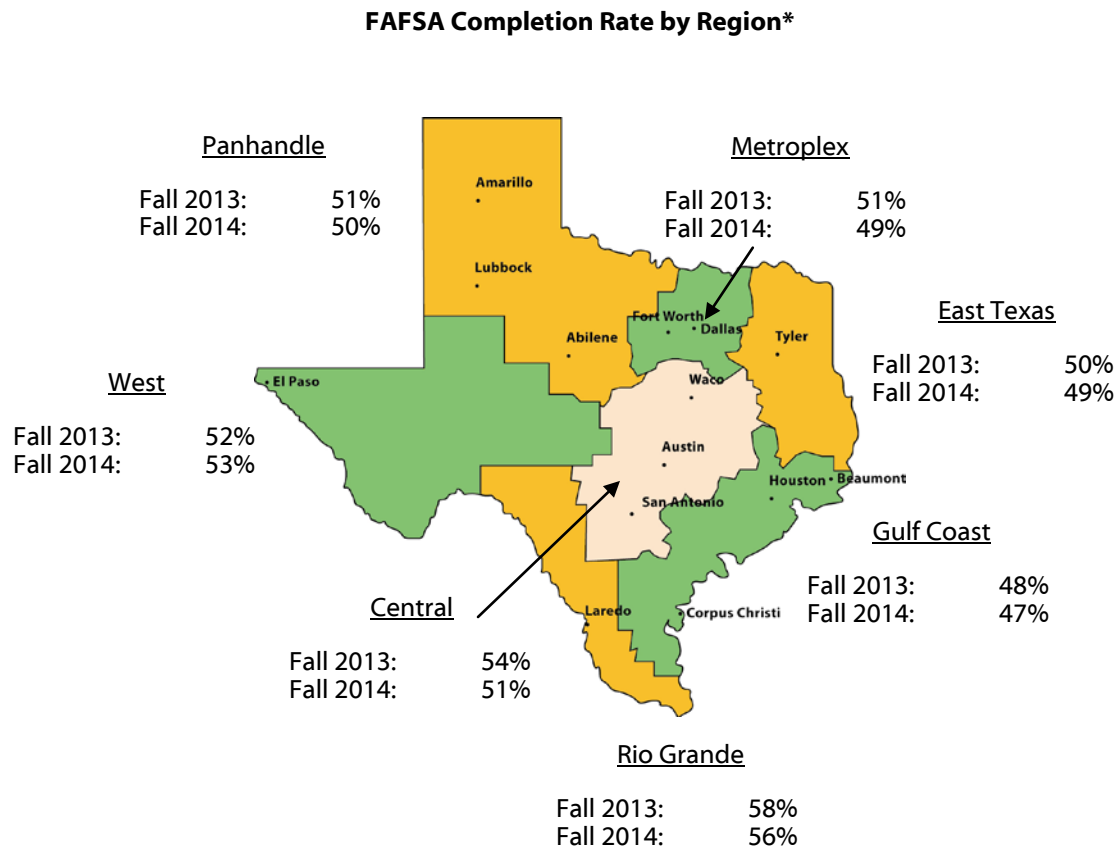 FAFSA Completion Rate by Region*
Panhandle
Fall 2013: 51%
Fall 2014: 50%
Metroplex
Fall 2013: 51%
Fall 2014: 49%
Amarillo
Lubbock
Abilene
Fort Worth
Dallas
Tyler
East Texas
Fall 2013: 50%
Fall 2014: 49%
West
Fall 2013: 52%
Fall 2014: 53%
El Paso
Waco
Austin
San Antonio
Houston
Beaumont
Gulf Coast
Fall 2013: 48%
Fall 2014: 47%
Central
Fall 2013: 54%
Fall 2014: 51%
Laredo
Corpus Christi
Rio Grande
Fall 2013: 58%
Fall 2014: 56%